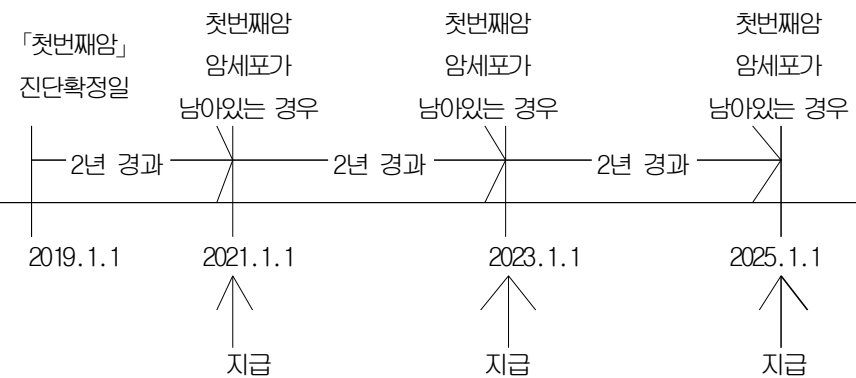 「첫번째암」
진단확정일
첫번째암
암세포가
남아있는 경우
첫번째암
암세포가
남아있는 경우
첫번째암
암세포가
남아있는 경우
2년 경과
2년 경과
2년 경과
2019.1.1
2021.1.1
2023.1.1
2025.1.1
지급
지급
지급